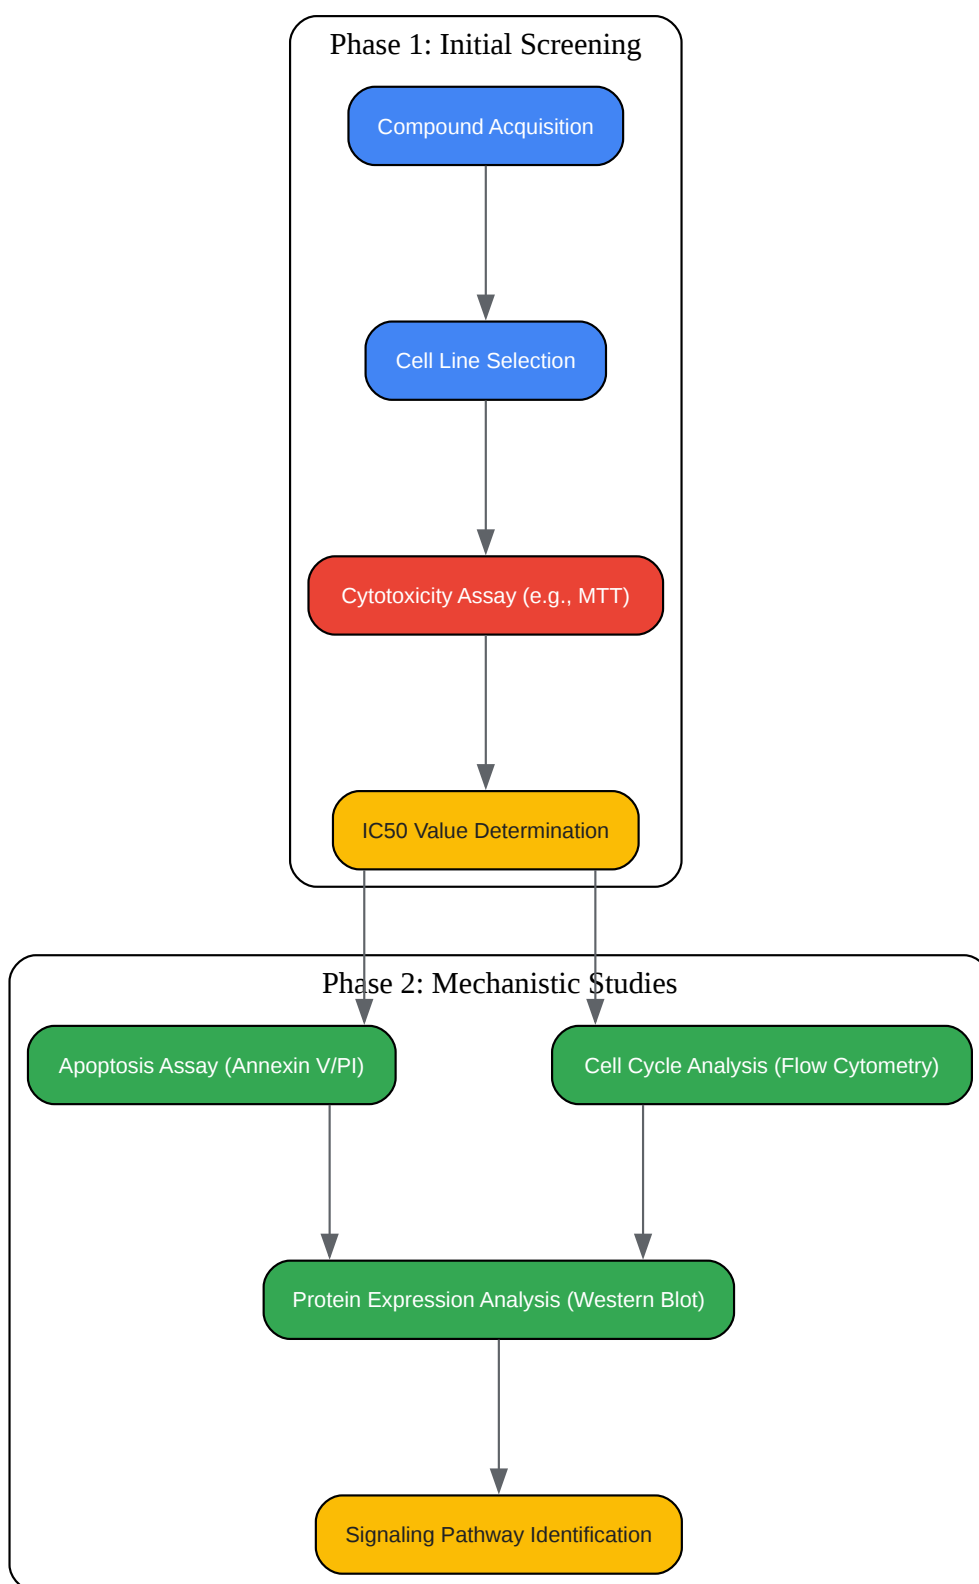 Phase 1: Initial Screening
Compound Acquisition
Cell Line Selection
Cytotoxicity Assay (e.g., MTT)
IC50 Value Determination
Phase 2: Mechanistic Studies
Apoptosis Assay (Annexin V/PI)
Cell Cycle Analysis (Flow Cytometry)
Protein Expression Analysis (Western Blot)
Signaling Pathway Identification